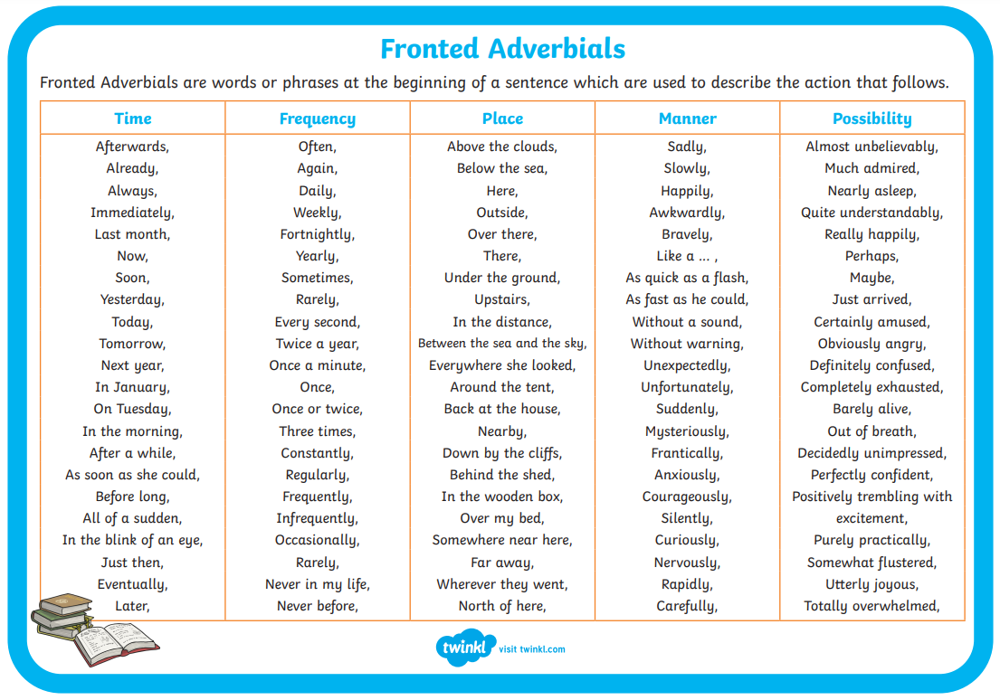 Fronted Adverbials
Fronted Adverbials are words or phrases at the beginning of a sentence which are used to describe the action that follows.
Time Frequency Place Manner Possibility
Afterwards, Often, Above the clouds, Sadly, Almost unbelievably,
Already, Again, Below the sea, Slowly, Much admired,
Always, Daily, Here, Happily, Nearly asleep,
Immediately, Weekly, Outside, Awkwardly, Quite understandably,
Last month, Fortnightly, Over there, Bravely, Really happily,
Now, Yearly, There, Like a ... , Perhaps,
Soon, Sometimes, Under the ground, As quick as a flash, Maybe,
Yesterday, Rarely, Upstairs, As fast as he could, Just arrived,
Today, Every second, In the distance, Without a sound, Certainly amused,
Tomorrow, Twice a year, Between the sea and the sky, Without warning, Obviously angry,
Next year, Once a minute, Everywhere she looked, Unexpectedly, Definitely confused,
In January, Once, Around the tent, Unfortunately, Completely exhausted,
On Tuesday, Once or twice, Back at the house, Suddenly, Barely alive,
In the morning, Three times, Nearby, Mysteriously, Out of breath,
After a while, Constantly, Down by the cliffs, Frantically, Decidedly unimpressed,
As soon as she could, Regularly, Behind the shed, Anxiously, Perfectly confident,
Before long, Frequently, In the wooden box, Courageously, Positively trembling with
All of a sudden, Infrequently, Over my bed, Silently, excitement,
In the blink of an eye, Occasionally, Somewhere near here, Curiously, Purely practically,
Just then, Rarely, Far away, Nervously, Somewhat flustered,
Eventually, Never in my life, Wherever they went, Rapidly, Utterly joyous,
Later, Never before, North of here, Carefully, Totally overwhelmed,
twinkl visit twinkl.com